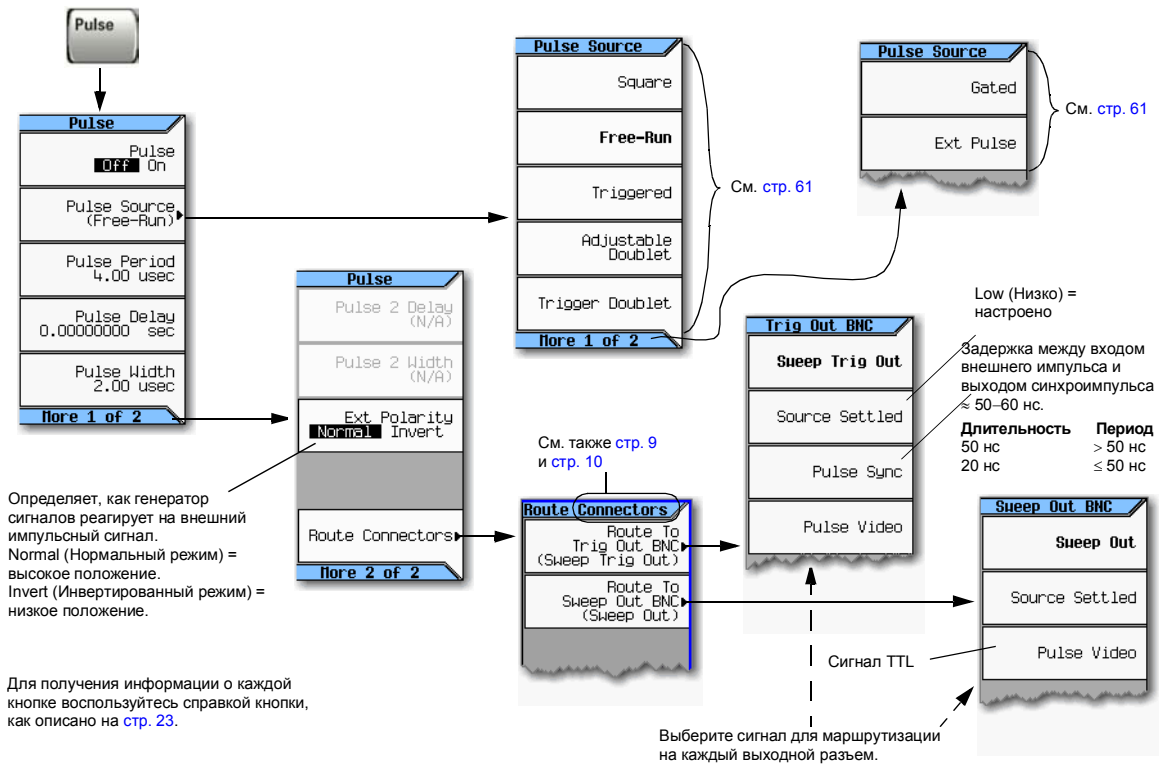 Pulse
Pulse
Pulse
Off On
Pulse Source
(Free-Run)
Pulse Period
4.00 usec
Pulse Delay
0.00000000 sec
Pulse Width
2.00 usec
More 1 of 2
Определяет, как генератор
сигналов реагирует на внешний
импульсный сигнал.
Normal (Нормальный режим) =
высокое положение.
Invert (Инвертированный режим) =
низкое положение.
Для получения информации о каждой
кнопке воспользуйтесь справкой кнопки,
как описано на стр. 23.
Pulse
Pulse 2 Delay
(N/A)
Pulse 2 Width
(N/A)
Ext Polarity
Normal Invert
Route Connectors
More 2 of 2
Pulse Source
Square
Free-Run
Triggered
Adjustable
Doublet
Trigger Doublet
More 1 of 2
См. стр. 61
Pulse Source
Gated
Ext Pulse
См. стр. 61
См. также стр. 9
и стр. 10
Route Connectors
Route To
Trig Out BNC
(Sweep Trig Out)
Route To
Sweep Out BNC
(Sweep Out)
Trig Out BNC
Sweep Trig Out
Source Settled
Pulse Sync
Pulse Video
Low (Низко) =
настроено
Задержка между входом
внешнего импульса и
выходом синхроимпульса
≈ 50–60 нс.
Длительность Период
50 нс > 50 нс
20 нс ≤ 50 нс
Sweep Out BNC
Sweep Out
Source Settled
Pulse Video
Сигнал TTL
Выберите сигнал для маршрутизации
на каждый выходной разъем.